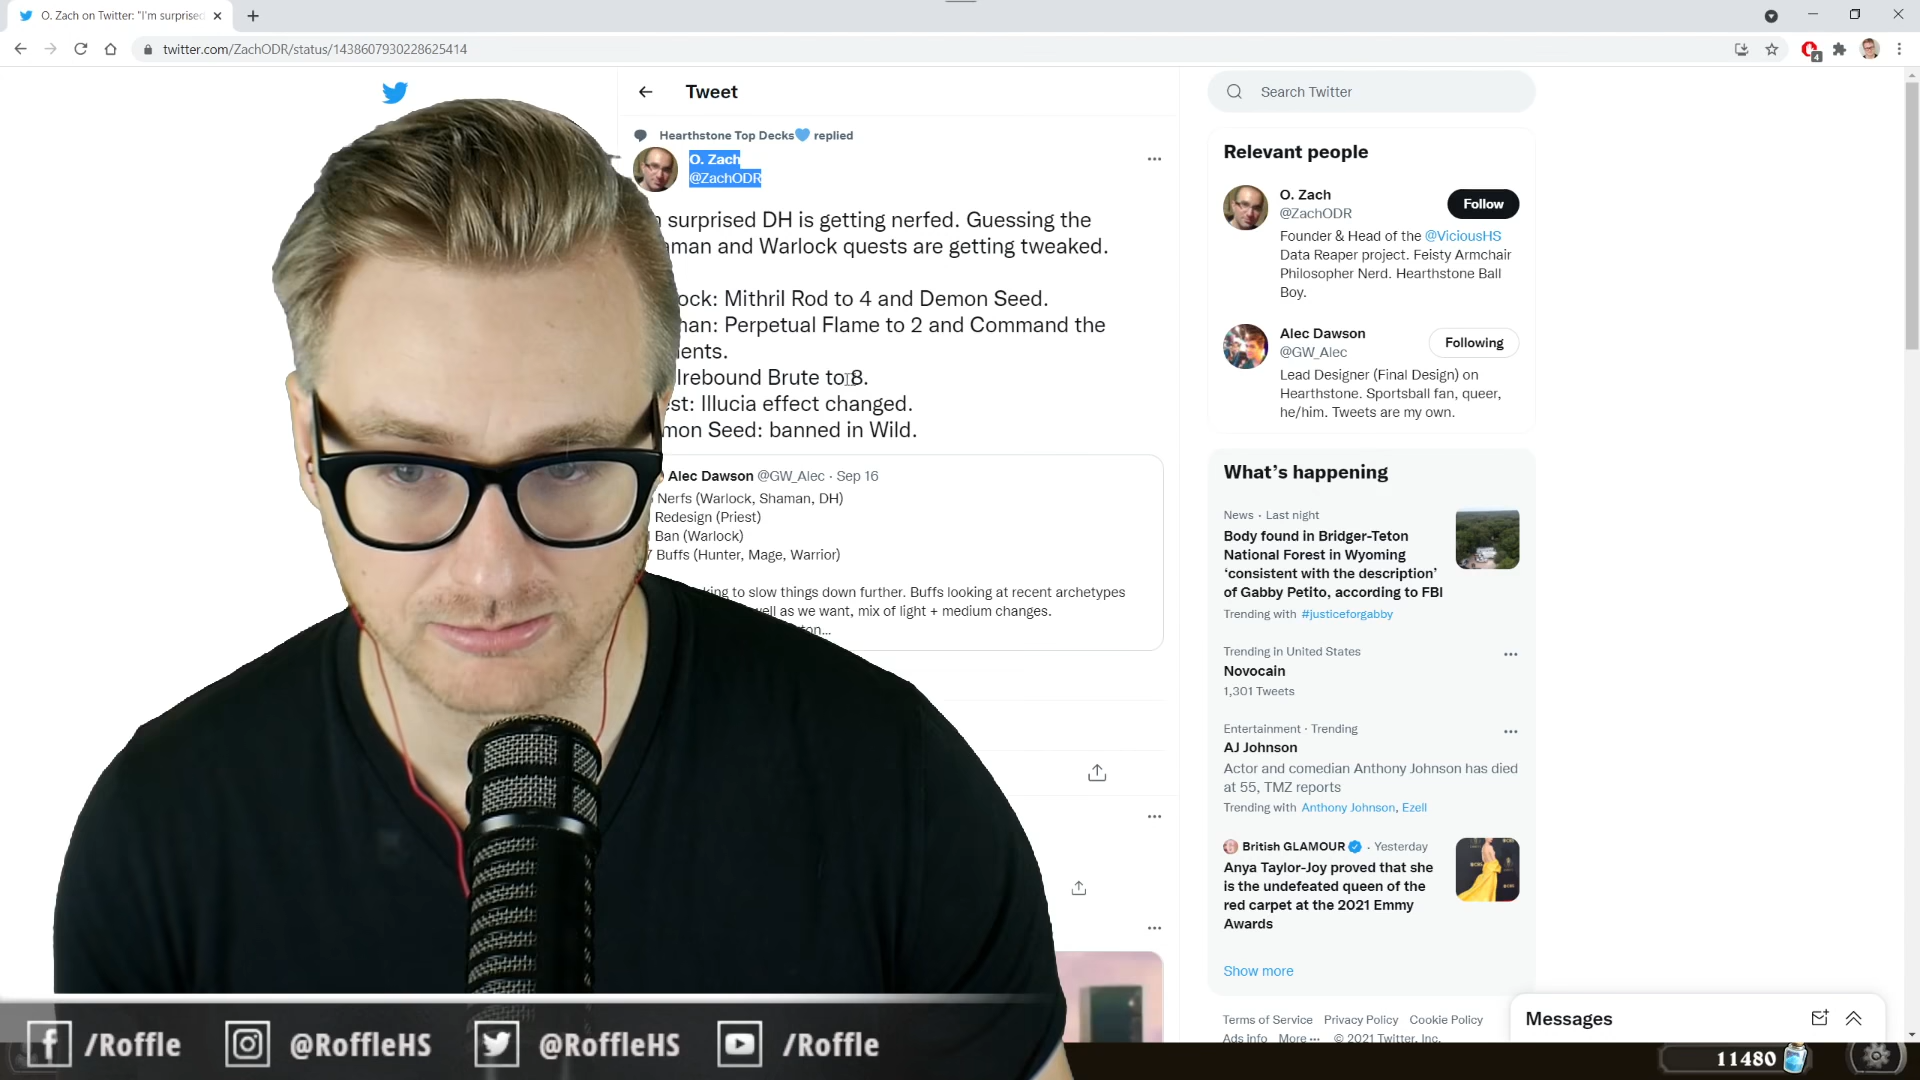 O. Zach on Twitter: "I'm surprised
twitter.com/ZachODR/status/1438607930228625414
4
Tweet
Hearthstone Top Decks💙 replied
O. Zach
@ZachODR
surprised DH is getting nerfed. Guessing the
aman and Warlock quests are getting tweaked.
ock: Mithril Rod to 4 and Demon Seed.
man: Perpetual Flame to 2 and Command the
ents.
lrebound Brute to 8.
est: Illucia effect changed.
mon Seed: banned in Wild.
Alec Dawson @GW_Alec · Sep 16
Nerfs (Warlock, Shaman, DH)
Redesign (Priest)
Ban (Warlock)
7 Buffs (Hunter, Mage, Warrior)
king to slow things down further. Buffs looking at recent archetypes
well as we want, mix of light + medium changes.
ton...
Search Twitter
Relevant people
O. Zach
@ZachODR
Follow
Founder & Head of the @ViciousHS
Data Reaper project. Feisty Armchair
Philosopher Nerd. Hearthstone Ball
Boy.
Alec Dawson
@GW_Alec
Following
Lead Designer (Final Design) on
Hearthstone. Sportsball fan, queer,
he/him. Tweets are my own.
What's happening
News · Last night
Body found in Bridger-Teton
National Forest in Wyoming
'consistent with the description'
of Gabby Petito, according to FBI
Trending with #justiceforgabby
Trending in United States
Novocain
1,301 Tweets
Entertainment · Trending
AJ Johnson
Actor and comedian Anthony Johnson has died
at 55, TMZ reports
Trending with Anthony Johnson, Ezell
British GLAMOUR · Yesterday
Anya Taylor-Joy proved that she
is the undefeated queen of the
red carpet at the 2021 Emmy
Awards
Show more
Terms of Service Privacy Policy Cookie Policy
Ads info More ··· © 2021 Twitter, Inc.
Messages
/Roffle @RoffleHS @RoffleHS /Roffle
11480